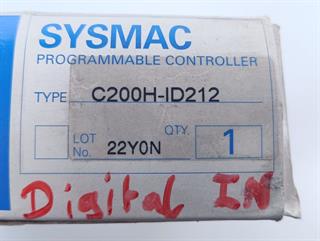 SYSMAC
PROGRAMMABLE CONTROLLER
TYPE C200H-ID212
LOT No. 22Y0N QTY. 1
Digital IN